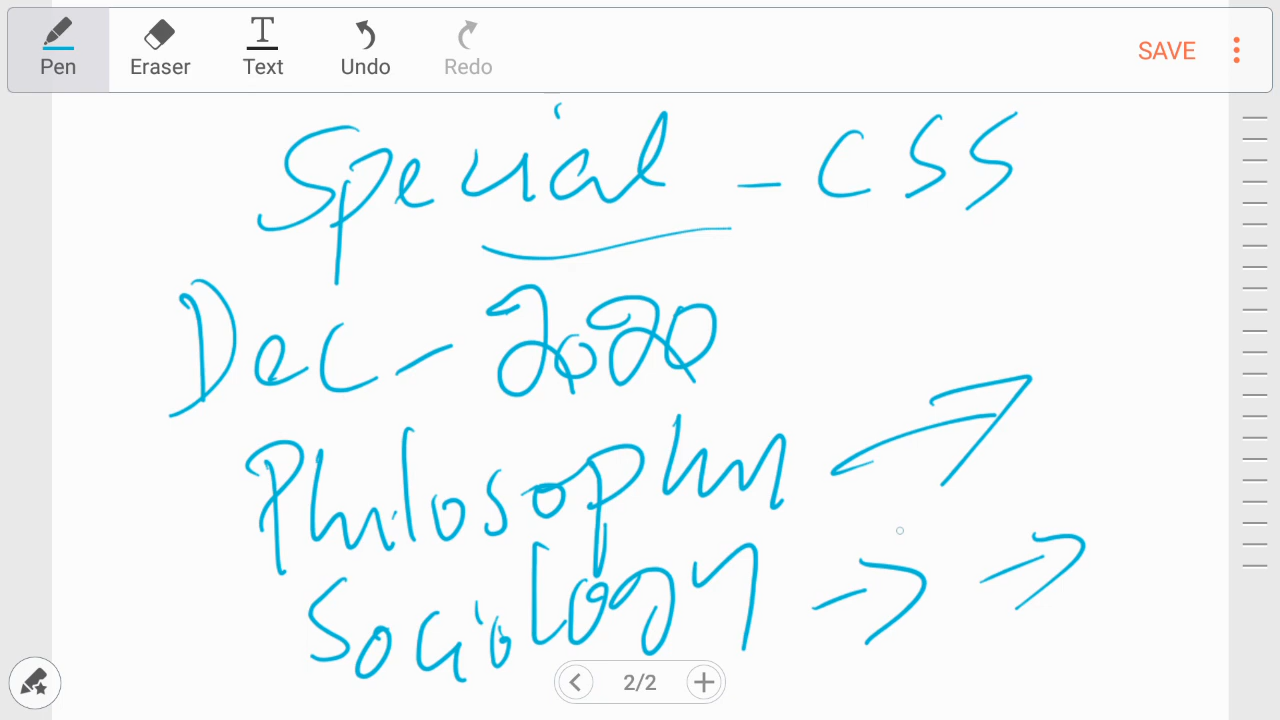 Pen Eraser Text Undo Redo SAVE
Special - CSS
Dec - 2020
Philosophy →
Sociology → →
2/2